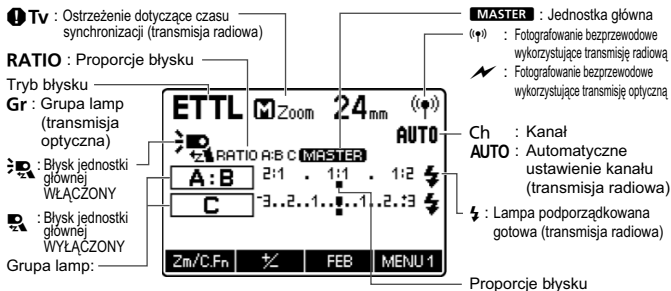 Tv : Ostrzeżenie dotyczące czasu
synchronizacji (transmisja radiowa)
RATIO : Proporcje błysku
Tryb błysku
Gr : Grupa lamp
(transmisja
optyczna)
: Błysk jednostki
głównej
WŁĄCZONY
: Błysk jednostki
głównej
WYŁĄCZONY
Grupa lamp:
ETTL M Zoom 24mm
AUTO
RATIO A:B C MASTER
A:B 2:1 . 1:1 . 1:2
C -3..2..1..0..1..2.+3
Zm/C.Fn +/- FEB MENU 1
MASTER : Jednostka główna
: Fotografowanie bezprzewodowe
wykorzystujące transmisję radiową
: Fotografowanie bezprzewodowe
wykorzystujące transmisję optyczną
Ch : Kanał
AUTO : Automatyczne
ustawienie kanału
(transmisja radiowa)
: Lampa podporządkowana
gotowa (transmisja radiowa)
Proporcje błysku